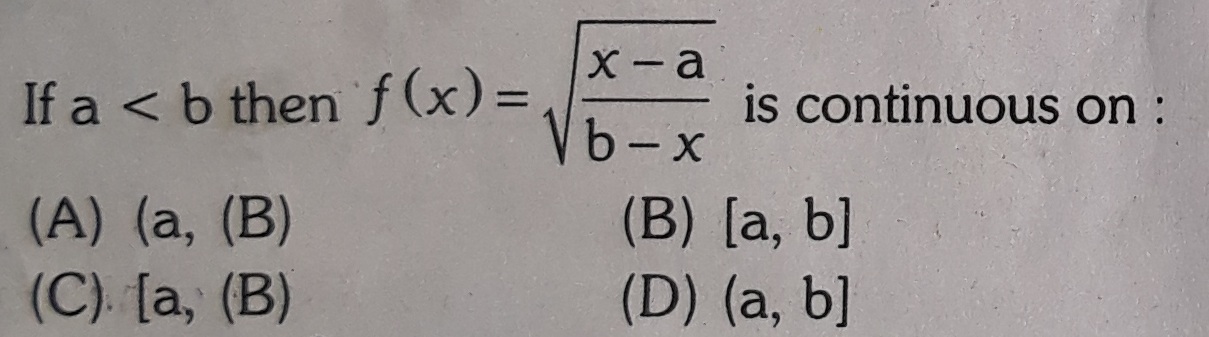 If a < b then f(x) = √((x – a)/(b – x)) is continuous on :
(A) (a, (B) (B) [a, b]
(C) [a, (B) (D) (a, b]